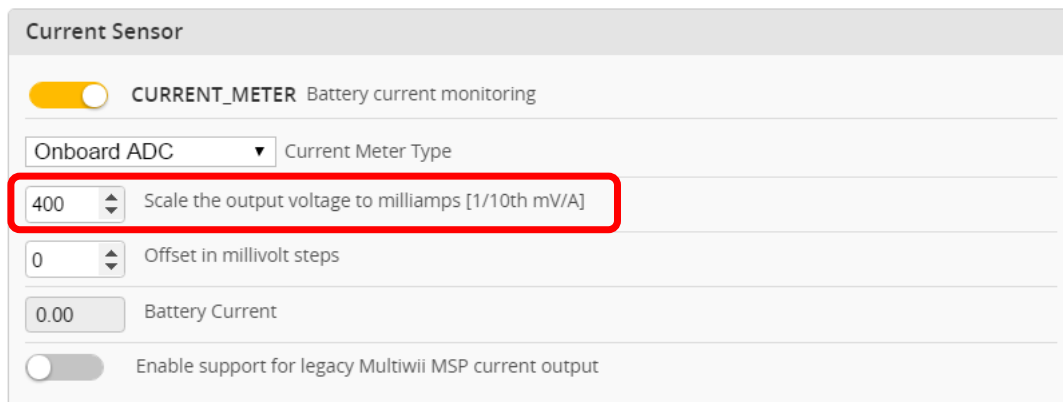 Current Sensor
CURRENT_METER Battery current monitoring
Onboard ADC ▼ Current Meter Type
400 Scale the output voltage to milliamps [1/10th mV/A]
0 Offset in millivolt steps
0.00 Battery Current
Enable support for legacy Multiwii MSP current output